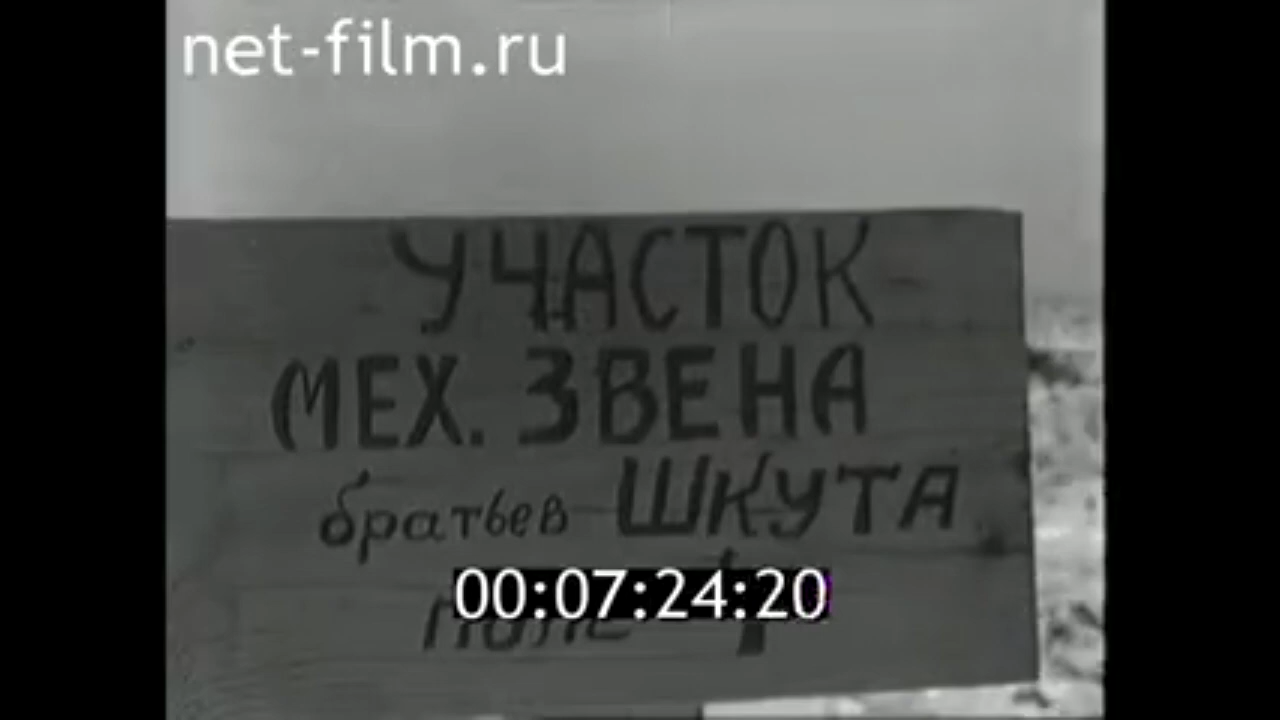 net-film.ru
УЧАСТОК
МЕХ. ЗВЕНА
братьев ШКУТА
00:07:24:20